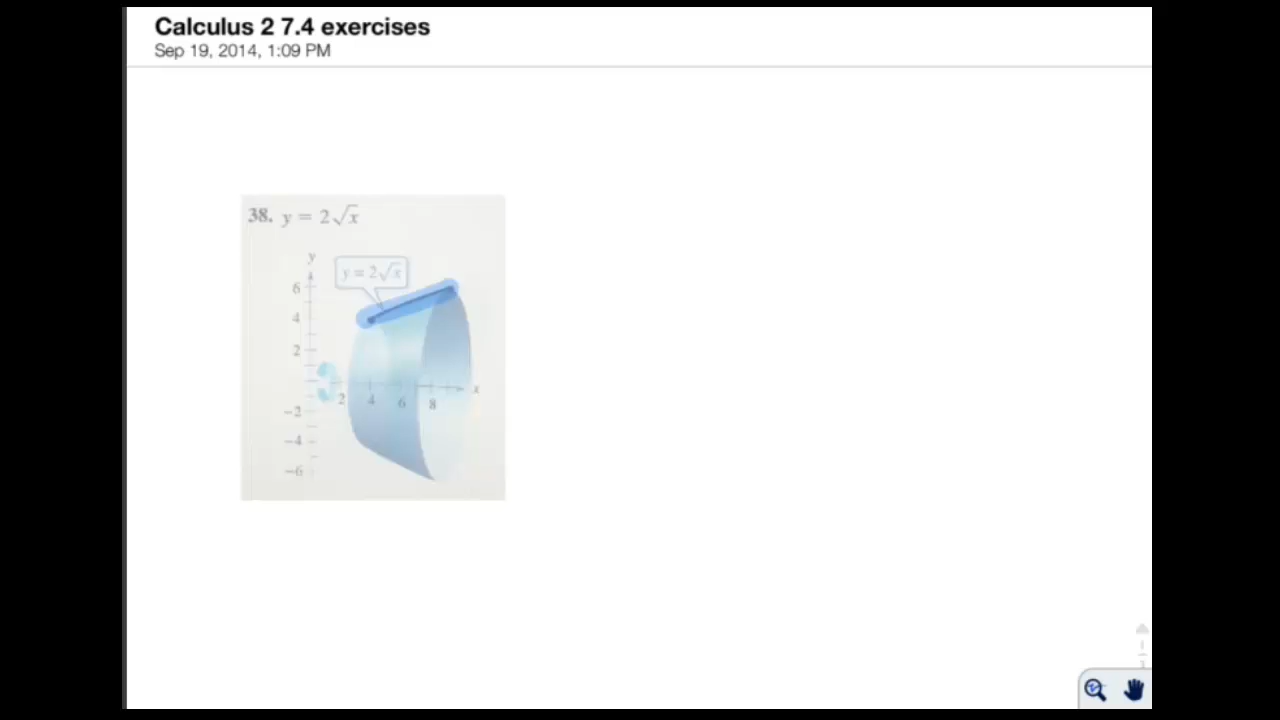 Calculus 2 7.4 exercises
Sep 19, 2014, 1:09 PM
38. y = 2√x
y
y = 2√x
6
4
2
x
2 4 6 8
−2
−4
−6